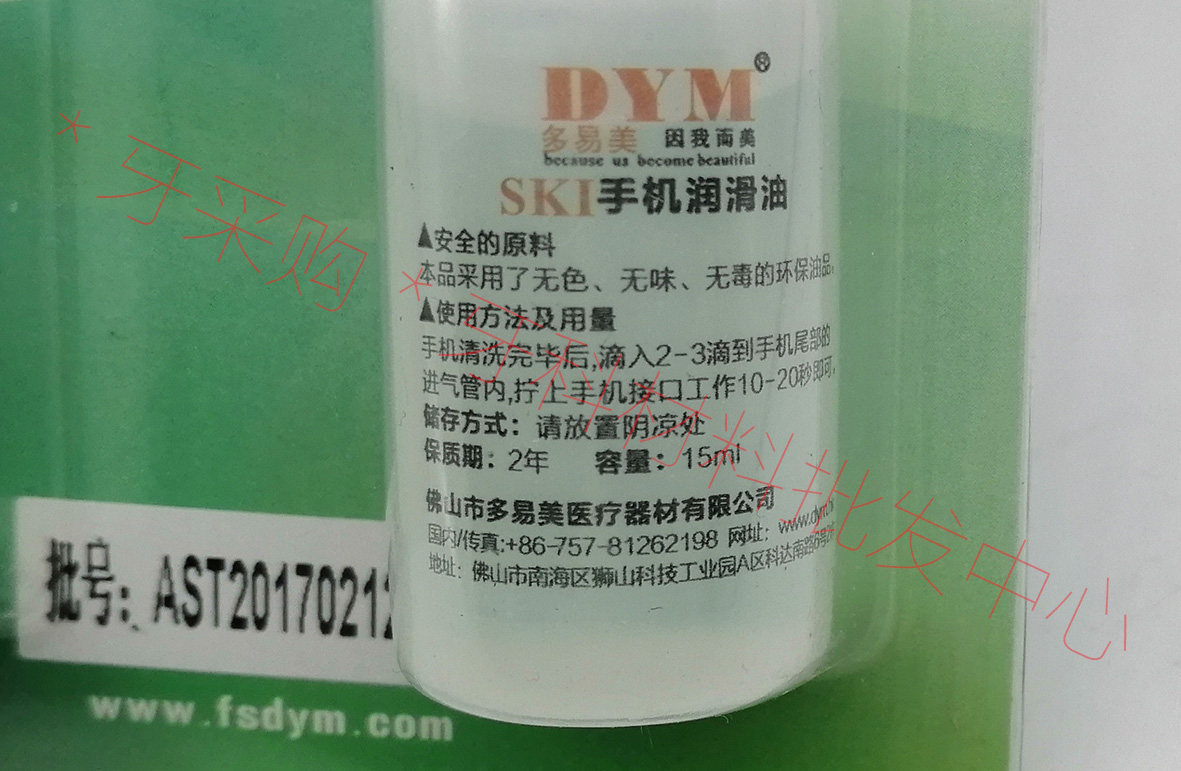 DYM®
多易美 因我而美
because us become beautiful
SKI手机润滑油
▲安全的原料
本品采用了无色、无味、无毒的环保油品,
▲使用方法及用量
手机清洗完毕后,滴入2-3滴到手机尾部的
进气管内,拧上手机接口工作10-20秒即可,
储存方式：请放置阴凉处
保质期：2年 容量：15ml
佛山市多易美医疗器材有限公司
国内/传真:+86-757-81262198 网址：www.dym
地址：佛山市南海区狮山科技工业园A区科达南路6号
批号：AST20170212
www.fsdym.com
*牙采购*牙科材料批发中心